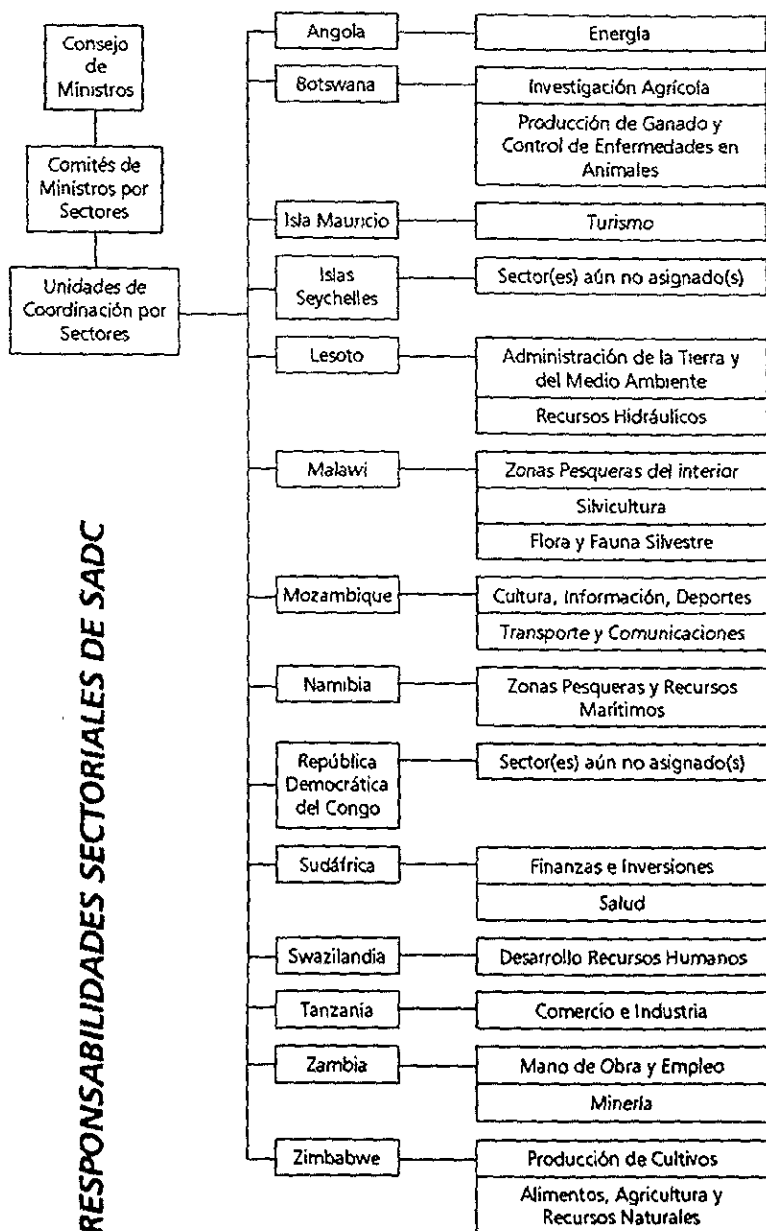 Consejo
de
Ministros
Comités de
Ministros por
Sectores
Unidades de
Coordinación por
Sectores
RESPONSABILIDADES SECTORIALES DE SADC
Angola
Energía
Botswana
Investigación Agrícola
Producción de Ganado y
Control de Enfermedades en
Animales
Isla Mauricio
Turismo
Islas
Seychelles
Sector(es) aún no asignado(s)
Lesoto
Administración de la Tierra y
del Medio Ambiente
Recursos Hidráulicos
Malawi
Zonas Pesqueras del interior
Silvicultura
Flora y Fauna Silvestre
Mozambique
Cultura, Información, Deportes
Transporte y Comunicaciones
Namibia
Zonas Pesqueras y Recursos
Marítimos
República
Democrática
del Congo
Sector(es) aún no asignado(s)
Sudáfrica
Finanzas e Inversiones
Salud
Swazilandia
Desarrollo Recursos Humanos
Tanzania
Comercio e Industria
Zambia
Mano de Obra y Empleo
Minería
Zimbabwe
Producción de Cultivos
Alimentos, Agricultura y
Recursos Naturales